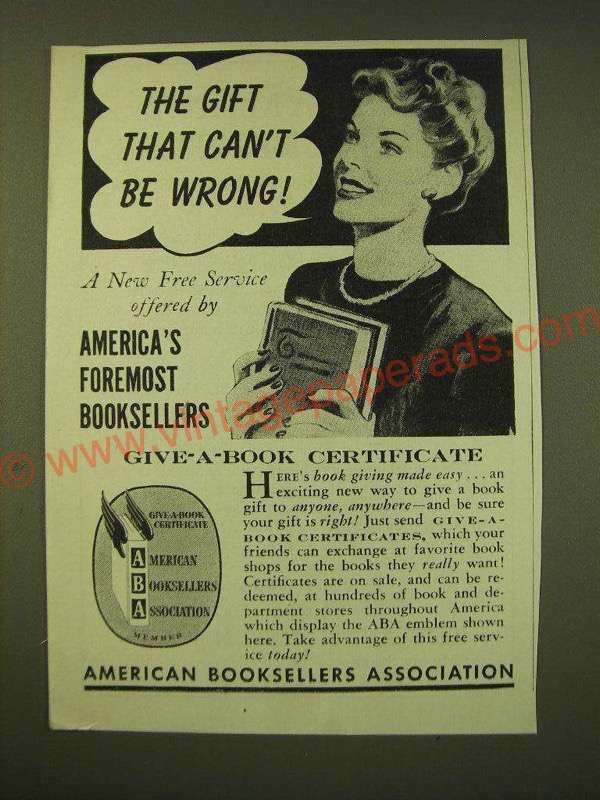 THE GIFT
THAT CAN'T
BE WRONG!
A New Free Service
offered by
AMERICA'S
FOREMOST
BOOKSELLERS
© www.vintagepaperads.com
GIVE-A-BOOK CERTIFICATE
HERE'S book giving made easy . . . an
exciting new way to give a book
gift to anyone, anywhere—and be sure
your gift is right! Just send GIVE-A-
BOOK CERTIFICATES, which your
friends can exchange at favorite book
shops for the books they really want!
Certificates are on sale, and can be re-
deemed, at hundreds of book and de-
partment stores throughout America
which display the ABA emblem shown
here. Take advantage of this free serv-
ice today!
GIVE-A-BOOK
CERTIFICATE
AMERICAN
BOOKSELLERS
ASSOCIATION
MEMBER
AMERICAN BOOKSELLERS ASSOCIATION